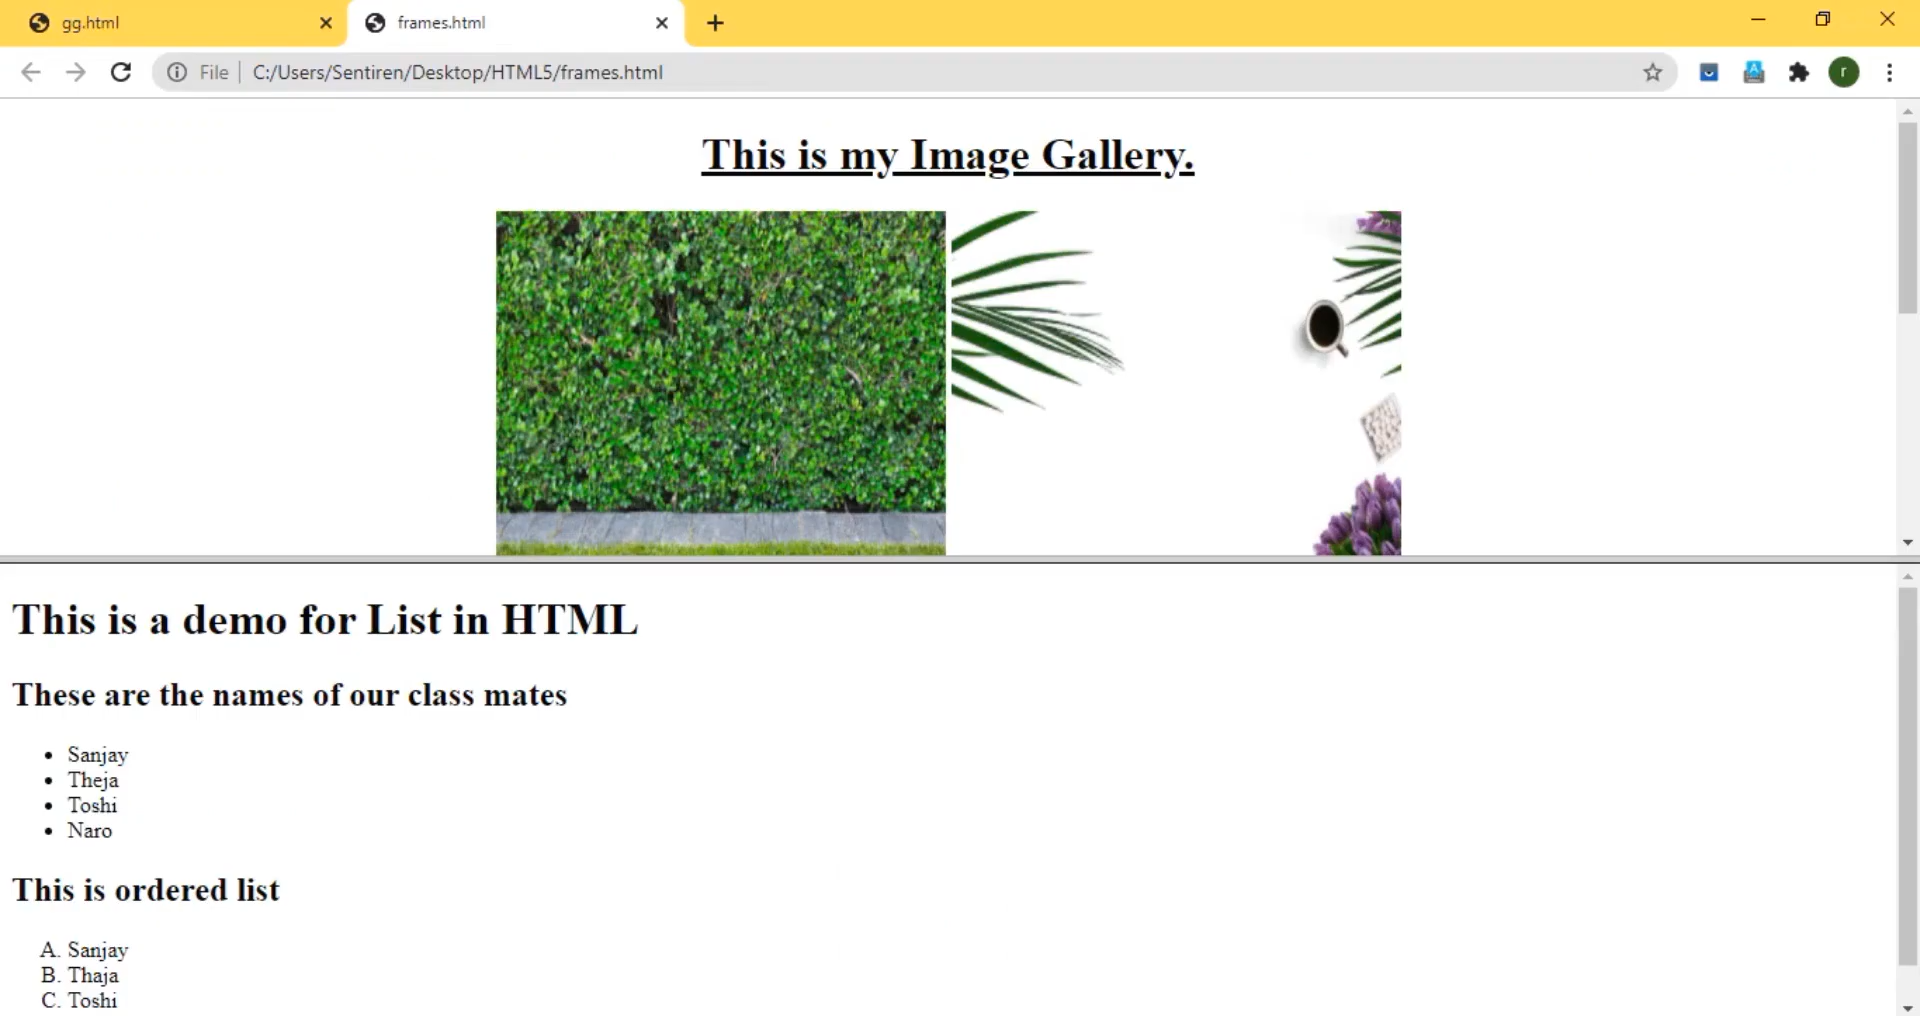 gg.html
frames.html
File
C:/Users/Sentiren/Desktop/HTML5/frames.html
A
r
This is my Image Gallery.
This is a demo for List in HTML
These are the names of our class mates
• Sanjay
• Theja
• Toshi
• Naro
This is ordered list
A. Sanjay
B. Thaja
C. Toshi